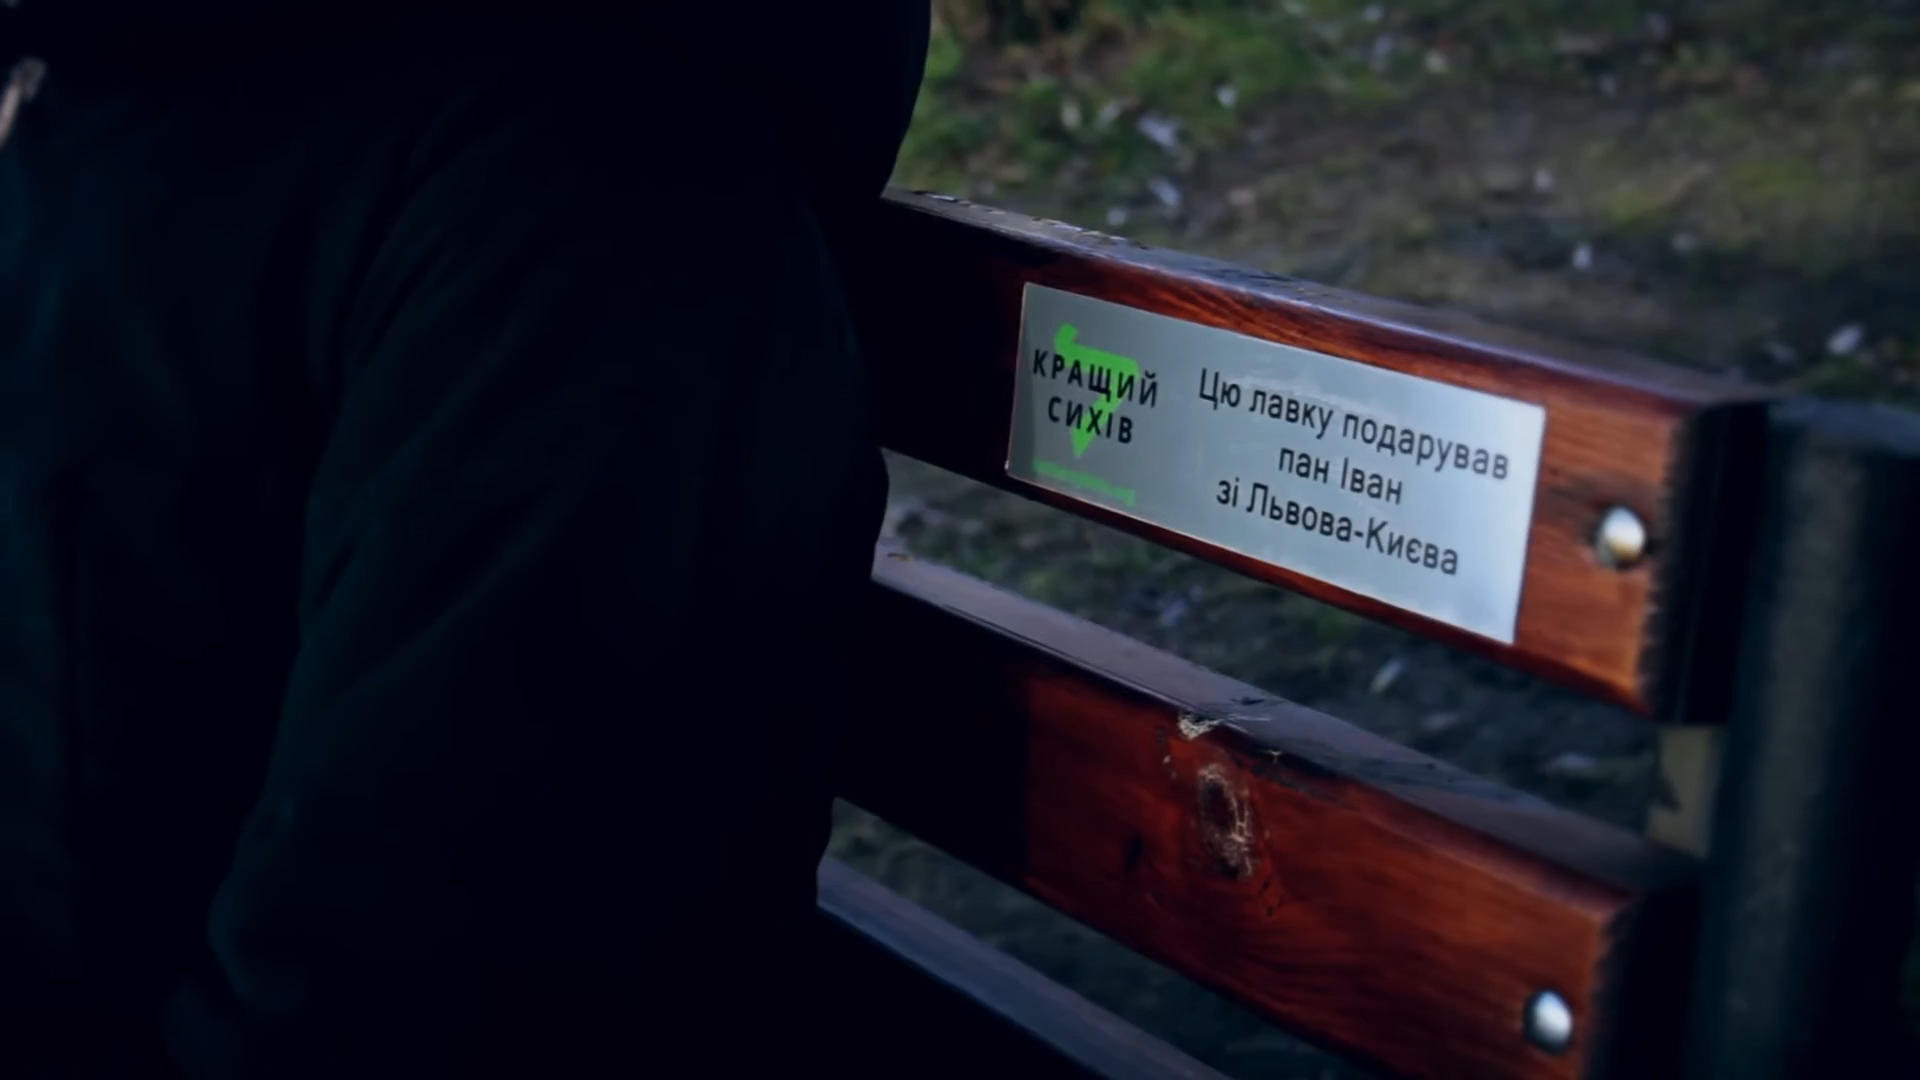 КРАЩИЙ
СИХІВ
Цю лавку подарував
пан Іван
зі Львова-Києва